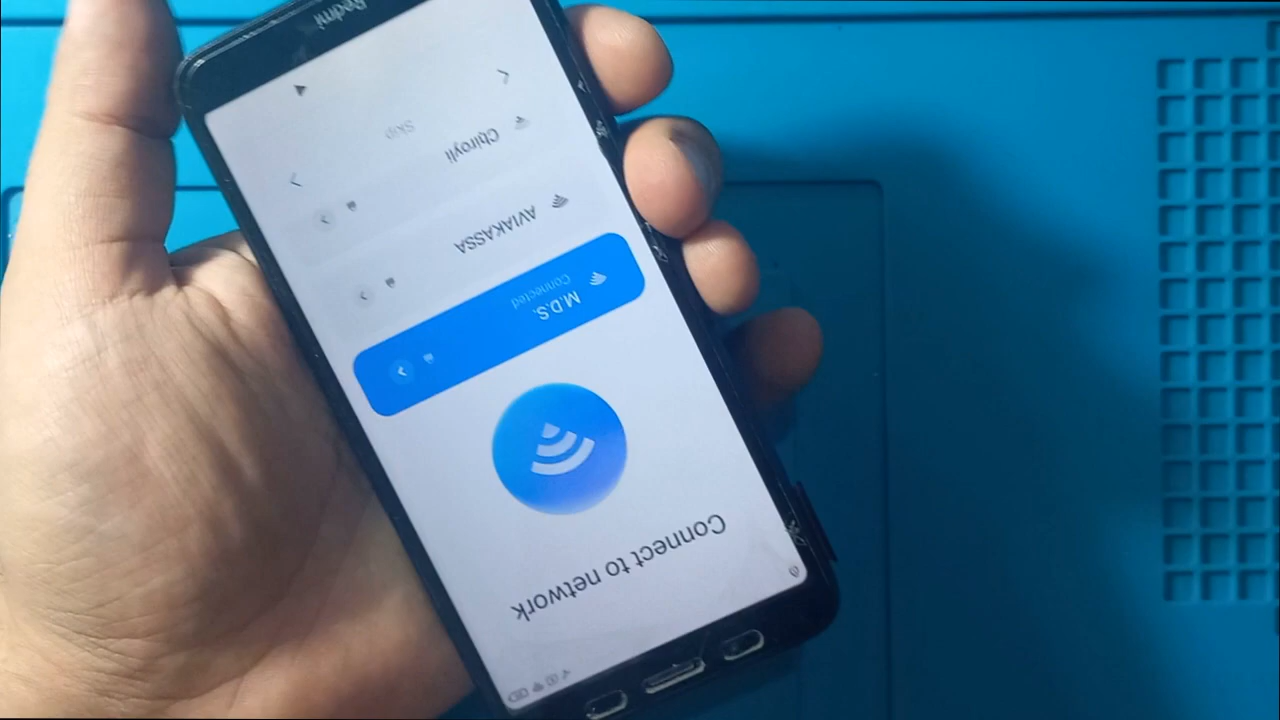 Connect to network
M.D.S.
Connected
AVIAKASSA
Chiroyli
Skip
Redmi